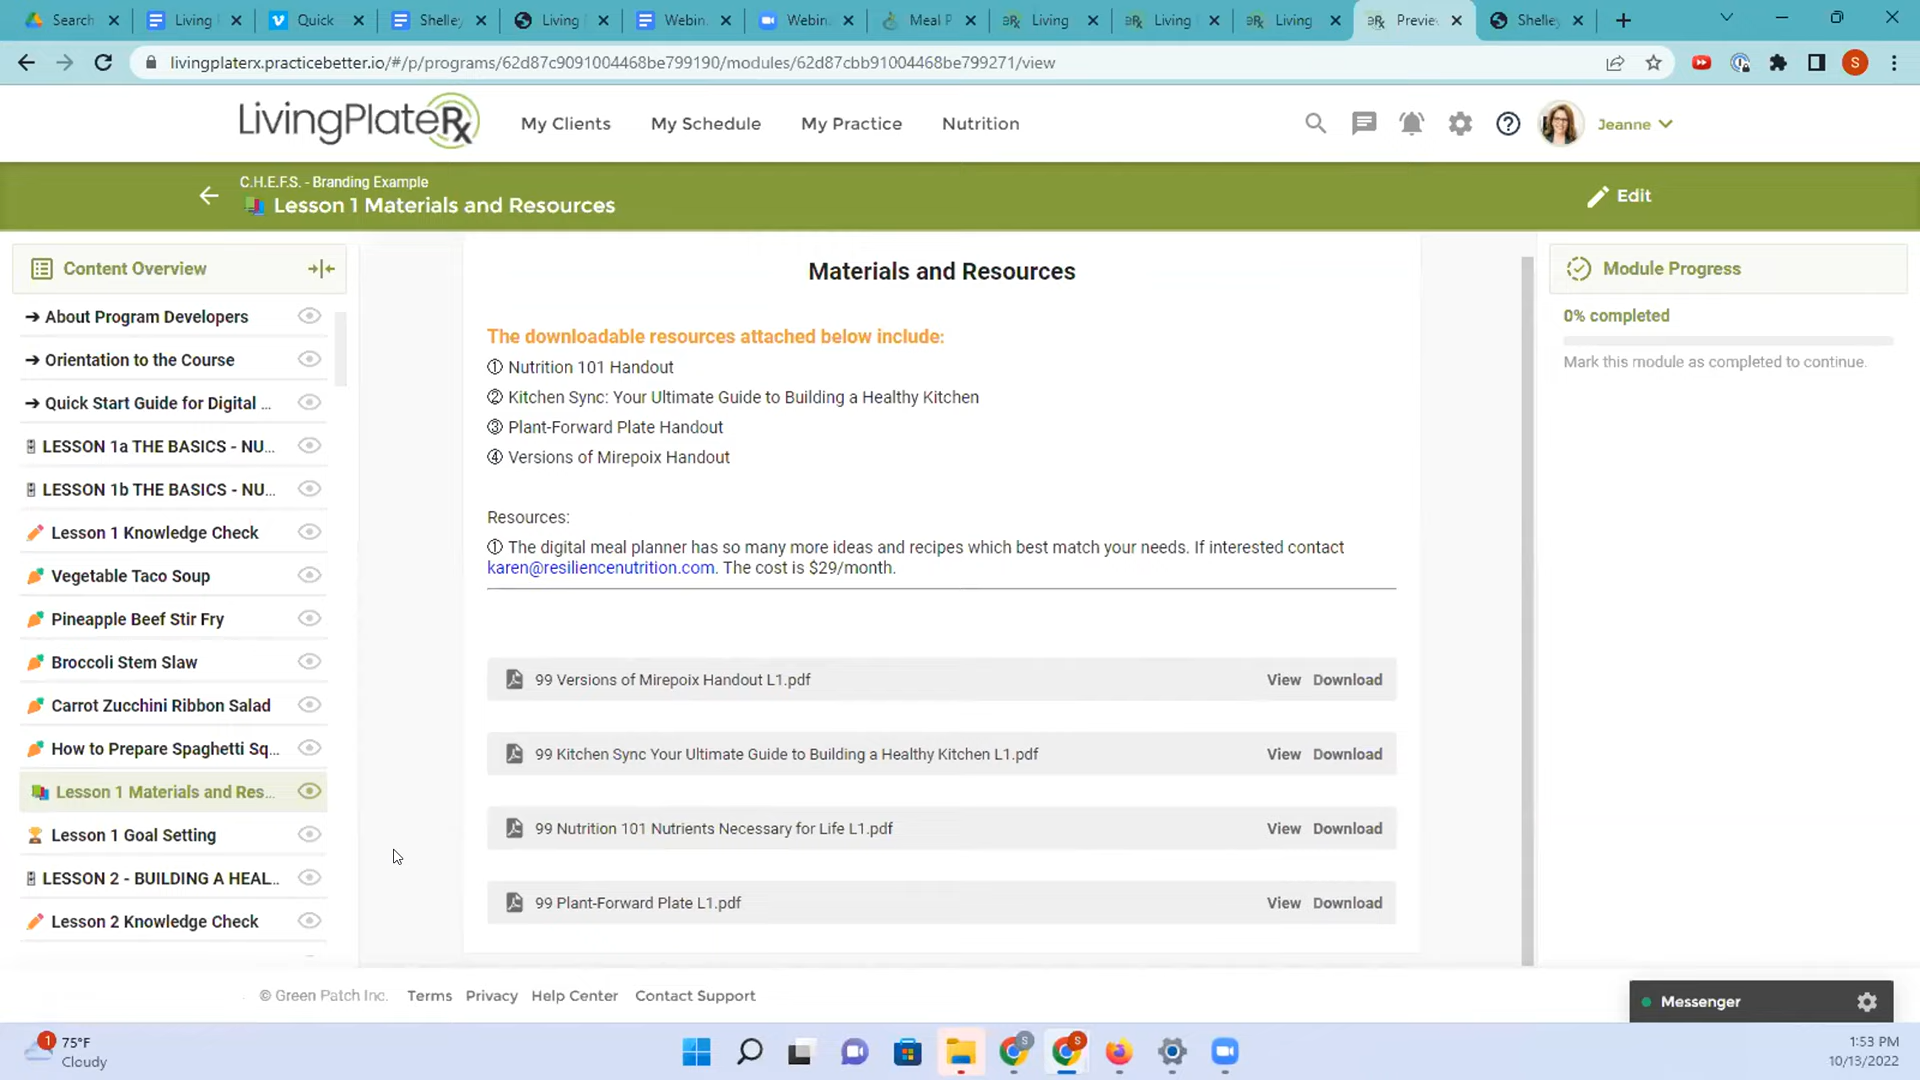 Search
Living
Quick
Shelley
Living
Webin
Webin
Meal P
Living
Living
Living
Previe
Shelley
livingplaterx.practicebetter.io/#/p/programs/62d87c9091004468be799190/modules/62d87cbb91004468be799271/view
S
LivingPlateRx
My Clients
My Schedule
My Practice
Nutrition
Jeanne
C.H.E.F.S. - Branding Example
Lesson 1 Materials and Resources
Edit
Content Overview
→ About Program Developers
→ Orientation to the Course
→ Quick Start Guide for Digital ...
LESSON 1a THE BASICS - NU...
LESSON 1b THE BASICS - NU...
Lesson 1 Knowledge Check
Vegetable Taco Soup
Pineapple Beef Stir Fry
Broccoli Stem Slaw
Carrot Zucchini Ribbon Salad
How to Prepare Spaghetti Sq...
Lesson 1 Materials and Res...
Lesson 1 Goal Setting
LESSON 2 - BUILDING A HEAL...
Lesson 2 Knowledge Check
Materials and Resources
The downloadable resources attached below include:
① Nutrition 101 Handout
② Kitchen Sync: Your Ultimate Guide to Building a Healthy Kitchen
③ Plant-Forward Plate Handout
④ Versions of Mirepoix Handout
Resources:
① The digital meal planner has so many more ideas and recipes which best match your needs. If interested contact
karen@resiliencenutrition.com. The cost is $29/month.
99 Versions of Mirepoix Handout L1.pdf View Download
99 Kitchen Sync Your Ultimate Guide to Building a Healthy Kitchen L1.pdf View Download
99 Nutrition 101 Nutrients Necessary for Life L1.pdf View Download
99 Plant-Forward Plate L1.pdf View Download
Module Progress
0% completed
Mark this module as completed to continue.
© Green Patch Inc. Terms Privacy Help Center Contact Support
Messenger
1
75°F
Cloudy
S
S
1:53 PM
10/13/2022